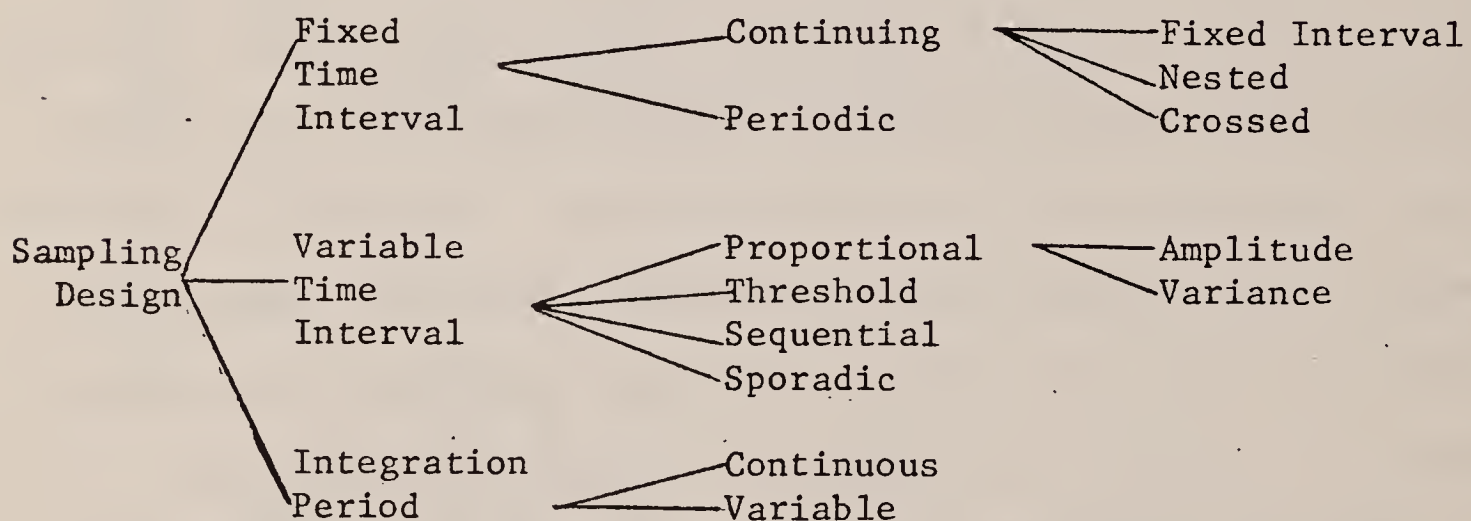 Fixed Continuing Fixed Interval
Time Nested
Interval Periodic Crossed
Sampling Variable Proportional Amplitude
Design Time Threshold Variance
Interval Sequential
Sporadic
Integration Continuous
Period Variable